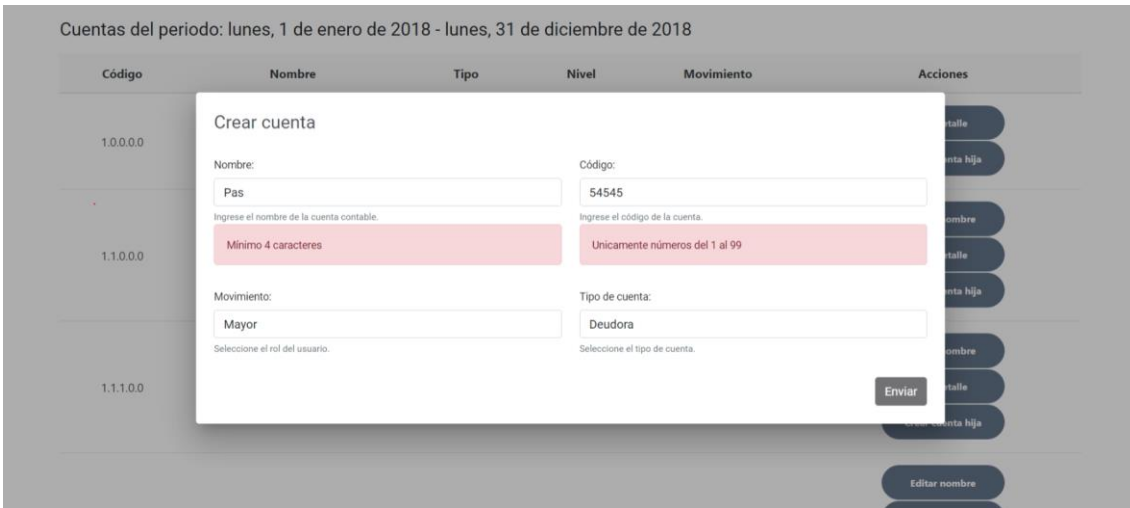 Cuentas del periodo: lunes, 1 de enero de 2018 - lunes, 31 de diciembre de 2018
Código Nombre Tipo Nivel Movimiento Acciones
Crear cuenta
1.0.0.0.0
Nombre: Código:
Pas 54545
Ingrese el nombre de la cuenta contable. Ingrese el código de la cuenta.
Mínimo 4 caracteres Unicamente números del 1 al 99
1.1.0.0.0
Movimiento: Tipo de cuenta:
Mayor Deudora
Seleccione el rol del usuario. Seleccione el tipo de cuenta.
1.1.1.0.0
Enviar
Crear cuenta hija
Editar nombre